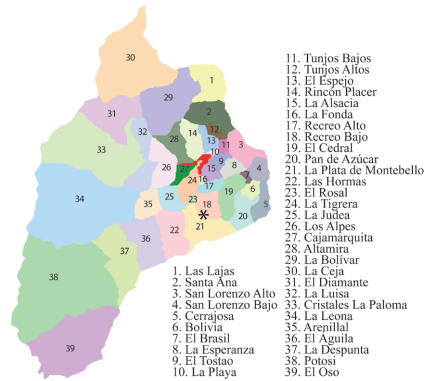 30
1
29
2
31
14
12
28
32
13
33
10
11
3
26
27
9
8
4
15
7
16
24
17
6
34
25
23
19
5
35
18
20
*
22
21
36
37
38
39
1. Las Lajas
2. Santa Ana
3. San Lorenzo Alto
4. San Lorenzo Bajo
5. Cerrajosa
6. Bolivia
7. El Brasil
8. La Esperanza
9. El Tostao
10. La Playa
11. Tunjos Bajos
12. Tunjos Altos
13. El Espejo
14. Rincón Placer
15. La Alsacia
16. La Fonda
17. Recreo Alto
18. Recreo Bajo
19. El Cedral
20. Pan de Azúcar
21. La Plata de Montebello
22. Las Hormas
23. El Rosal
24. La Tigrera
25. La Judea
26. Los Alpes
27. Cajamarquita
28. Altamira
29. La Bolívar
30. La Ceja
31. El Diamante
32. La Luisa
33. Cristales La Paloma
34. La Leona
35. Arenillal
36. El Aguila
37. La Despunta
38. Potosi
39. El Oso